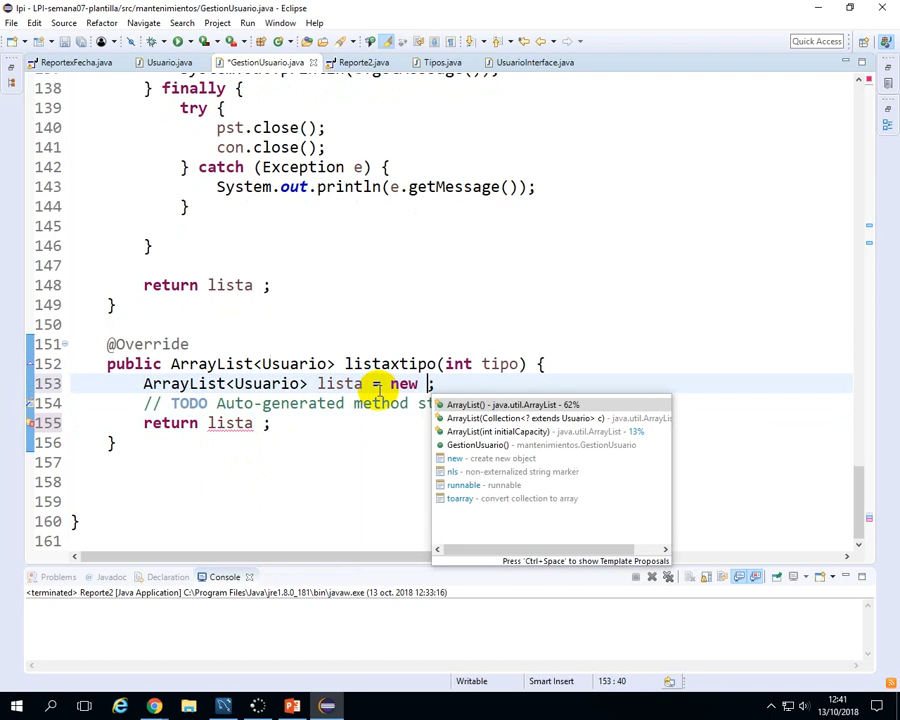 lpi - LPI-semana07-plantilla/src/mantenimientos/GestionUsuario.java - Eclipse
File Edit Source Refactor Navigate Search Project Run Window Help
Quick Access
ReportexFecha.java Usuario.java *GestionUsuario.java Reporte2.java Tipos.java UsuarioInterface.java
138 } finally {
139 try {
140 pst.close();
141 con.close();
142 } catch (Exception e) {
143 System.out.println(e.getMessage());
144 }
145
146 }
147
148 return lista ;
149 }
150
151 @Override
152 public ArrayList<Usuario> listaxtipo(int tipo) {
153 ArrayList<Usuario> lista = new ;
154 // TODO Auto-generated method st
155 return lista ;
156 }
157
158
159
160 }
161
ArrayList() - java.util.ArrayList - 62%
ArrayList(Collection<? extends Usuario> c) - java.util.ArrayLis
ArrayList(int initialCapacity) - java.util.ArrayList - 13%
GestionUsuario() - mantenimientos.GestionUsuario
new - create new object
nls - non-externalized string marker
runnable - runnable
toarray - convert collection to array
Press 'Ctrl+Space' to show Template Proposals
Problems Javadoc Declaration Console
<terminated> Reporte2 [Java Application] C:\Program Files\Java\jre1.8.0_181\bin\javaw.exe (13 oct. 2018 12:33:16)
Writable Smart Insert 153 : 40
12:41
13/10/2018